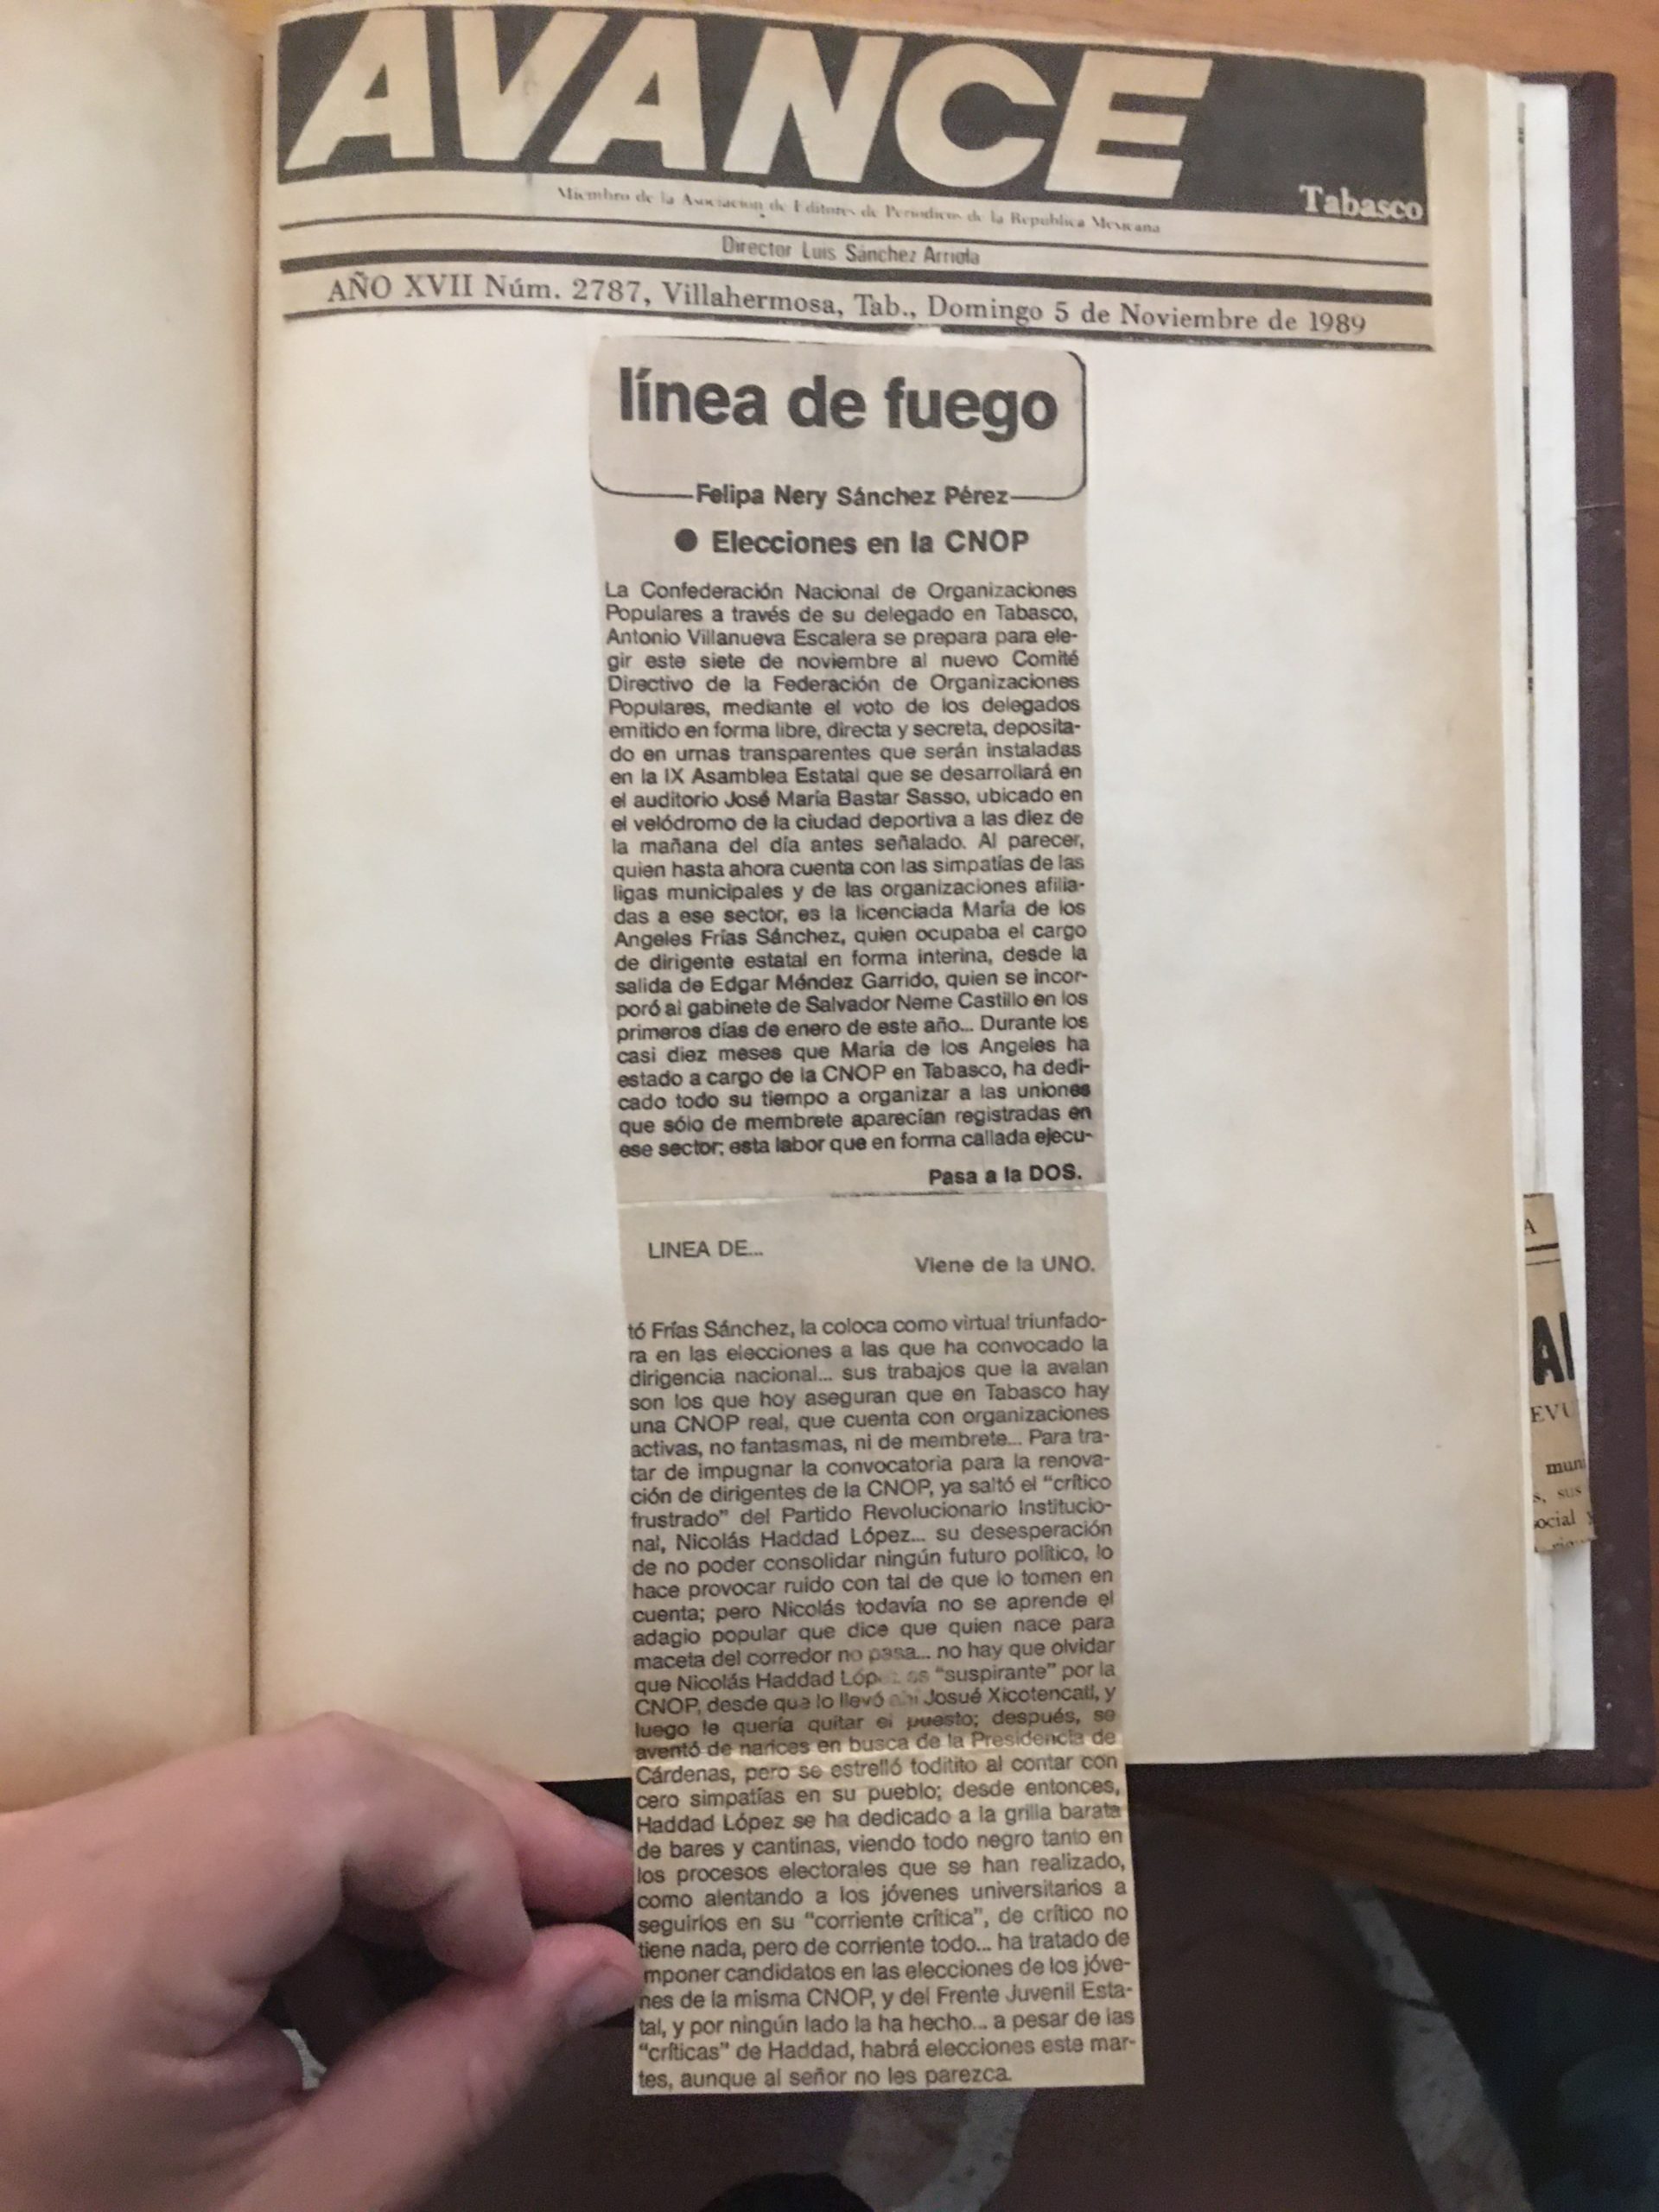 AVANCE
Tabasco
Miembro de la Asociacion de Editores de Periodicos de la Republica Mexicana
Director Luis Sánchez Arriola
AÑO XVII Núm. 2787, Villahermosa, Tab., Domingo 5 de Noviembre de 1989
línea de fuego
Felipa Nery Sánchez Pérez
● Elecciones en la CNOP
La Confederación Nacional de Organizaciones
Populares a través de su delegado en Tabasco,
Antonio Villanueva Escalera se prepara para ele-
gir este siete de noviembre al nuevo Comité
Directivo de la Federación de Organizaciones
Populares, mediante el voto de los delegados
emitido en forma libre, directa y secreta, deposita-
do en urnas transparentes que serán instaladas
en la IX Asamblea Estatal que se desarrollará en
el auditorio José María Bastar Sasso, ubicado en
el velódromo de la ciudad deportiva a las diez de
la mañana del día antes señalado. Al parecer,
quien hasta ahora cuenta con las simpatías de las
ligas municipales y de las organizaciones afilia-
das a ese sector, es la licenciada María de los
Angeles Frías Sánchez, quien ocupaba el cargo
de dirigente estatal en forma interina, desde la
salida de Edgar Méndez Garrido, quien se incor-
poró al gabinete de Salvador Neme Castillo en los
primeros días de enero de este año... Durante los
casi diez meses que María de los Angeles ha
estado a cargo de la CNOP en Tabasco, ha dedi-
cado todo su tiempo a organizar a las uniones
que sólo de membrete aparecían registradas en
ese sector; esta labor que en forma callada ejecu-
Pasa a la DOS.
LINEA DE...
Viene de la UNO.
tó Frías Sánchez, la coloca como virtual triunfado-
ra en las elecciones a las que ha convocado la
dirigencia nacional... sus trabajos que la avalan
son los que hoy aseguran que en Tabasco hay
una CNOP real, que cuenta con organizaciones
activas, no fantasmas, ni de membrete... Para tra-
tar de impugnar la convocatoria para la renova-
ción de dirigentes de la CNOP, ya saltó el "crítico
frustrado" del Partido Revolucionario Institucio-
nal, Nicolás Haddad López... su desesperación
de no poder consolidar ningún futuro político, lo
hace provocar ruido con tal de que lo tomen en
cuenta; pero Nicolás todavía no se aprende el
adagio popular que dice que quien nace para
maceta del corredor no pasa... no hay que olvidar
que Nicolás Haddad López es "suspirante" por la
CNOP, desde que lo llevó ahí Josué Xicotencatl, y
luego le quería quitar el puesto; después, se
aventó de narices en busca de la Presidencia de
Cárdenas, pero se estrelló toditito al contar con
cero simpatías en su pueblo; desde entonces,
Haddad López se ha dedicado a la grilla barata
de bares y cantinas, viendo todo negro tanto en
los procesos electorales que se han realizado,
como alentando a los jóvenes universitarios a
seguirlos en su "corriente crítica", de crítico no
tiene nada, pero de corriente todo... ha tratado de
mponer candidatos en las elecciones de los jóve-
nes de la misma CNOP, y del Frente Juvenil Esta-
tal, y por ningún lado la ha hecho... a pesar de las
"críticas" de Haddad, habrá elecciones este mar-
tes, aunque al señor no les parezca.
A
EVU
s, sus
ocial y